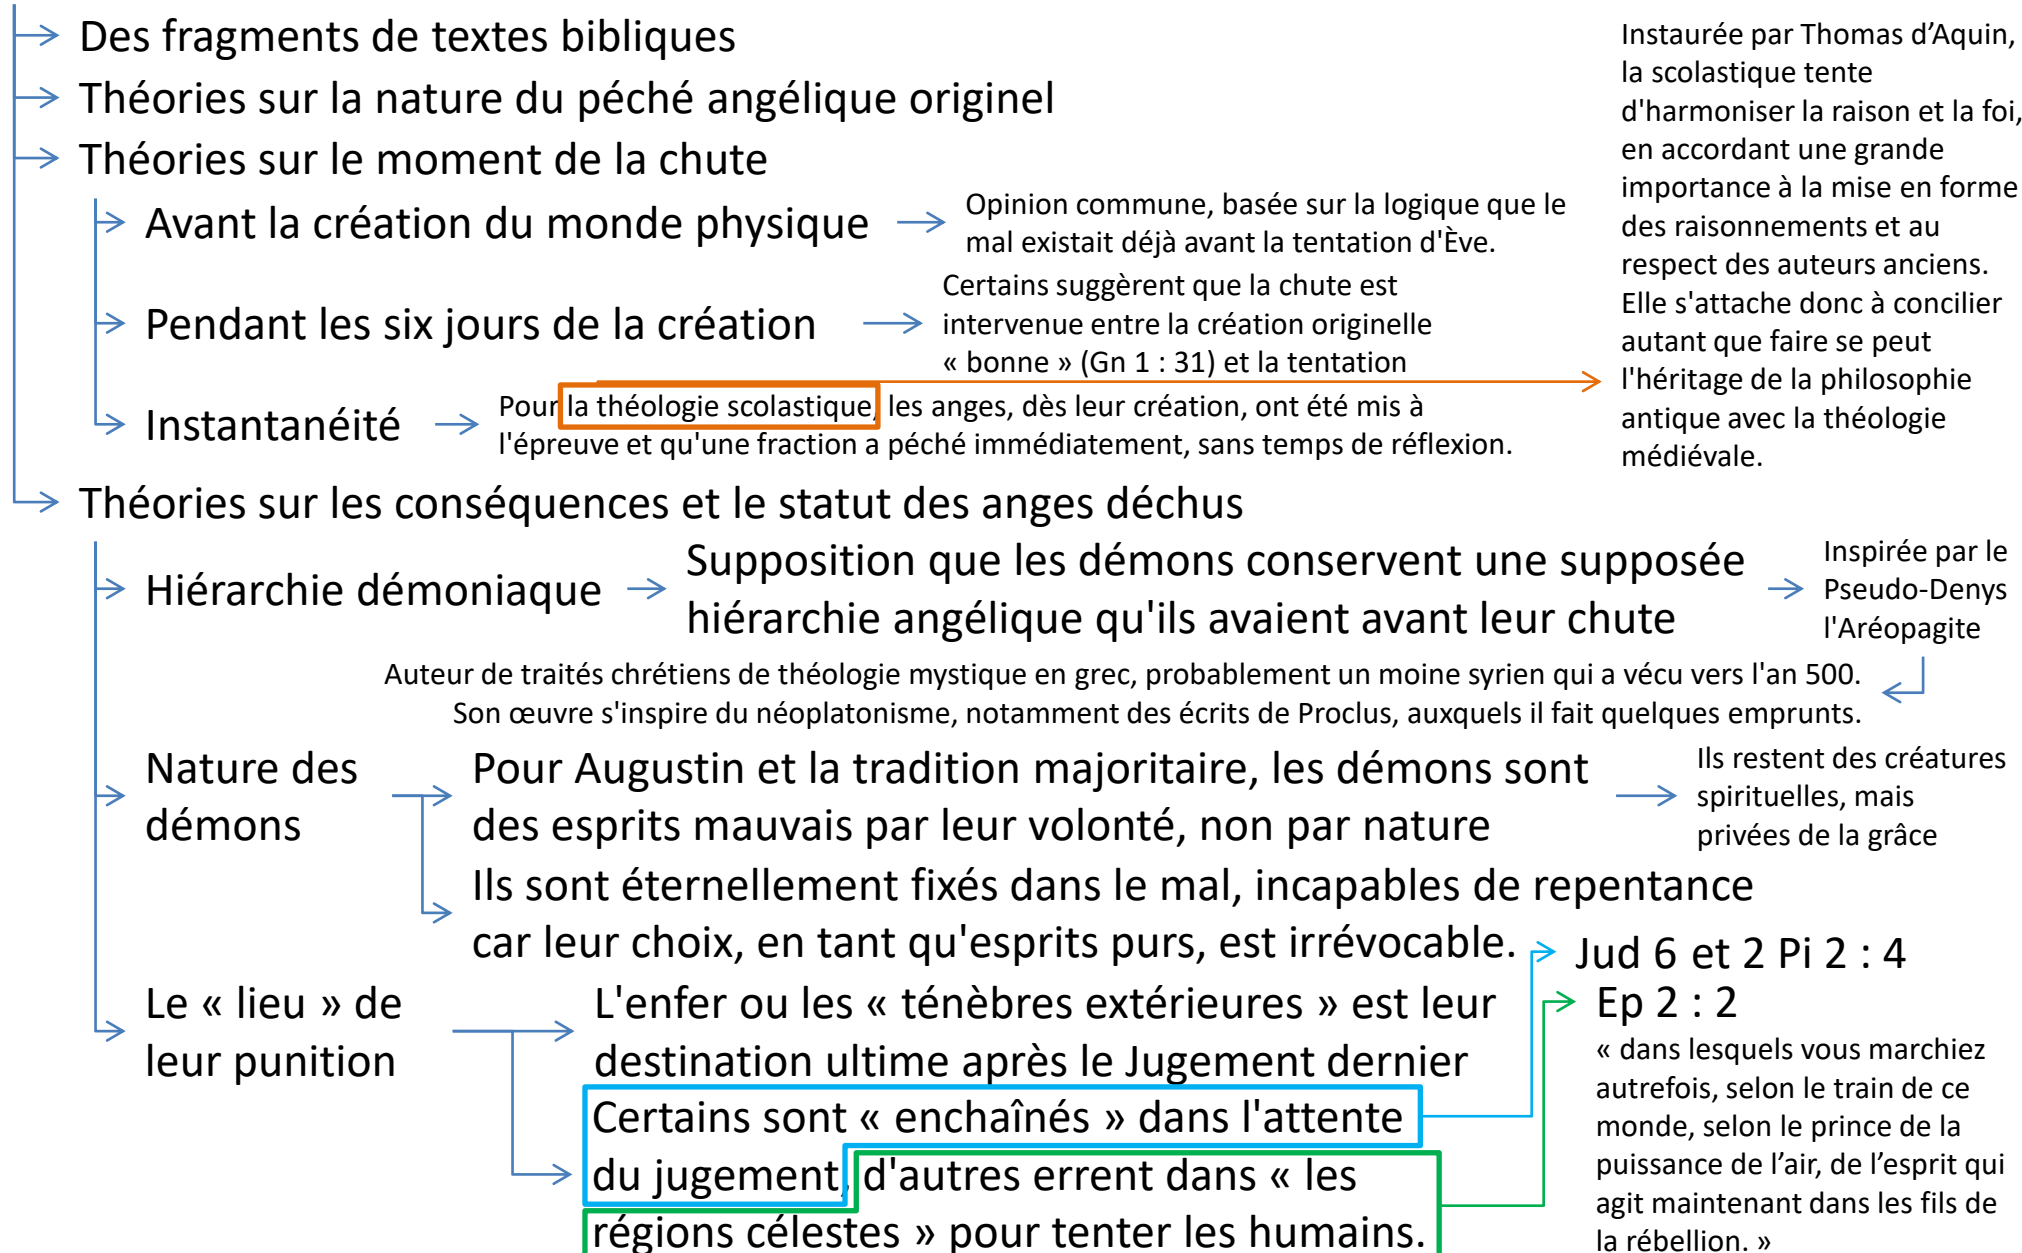 Des fragments de textes bibliques
Théories sur la nature du péché angélique originel
Théories sur le moment de la chute
Avant la création du monde physique
Opinion commune, basée sur la logique que le
mal existait déjà avant la tentation d'Ève.
Pendant les six jours de la création
Certains suggèrent que la chute est
intervenue entre la création originelle
« bonne » (Gn 1 : 31) et la tentation
Instantanéité
Pour la théologie scolastique, les anges, dès leur création, ont été mis à
l'épreuve et qu'une fraction a péché immédiatement, sans temps de réflexion.
Instaurée par Thomas d’Aquin,
la scolastique tente
d'harmoniser la raison et la foi,
en accordant une grande
importance à la mise en forme
des raisonnements et au
respect des auteurs anciens.
Elle s'attache donc à concilier
autant que faire se peut
l'héritage de la philosophie
antique avec la théologie
médiévale.
Théories sur les conséquences et le statut des anges déchus
Hiérarchie démoniaque
Supposition que les démons conservent une supposée
hiérarchie angélique qu'ils avaient avant leur chute
Inspirée par le
Pseudo-Denys
l'Aréopagite
Auteur de traités chrétiens de théologie mystique en grec, probablement un moine syrien qui a vécu vers l'an 500.
Son œuvre s'inspire du néoplatonisme, notamment des écrits de Proclus, auxquels il fait quelques emprunts.
Nature des
démons
Pour Augustin et la tradition majoritaire, les démons sont
des esprits mauvais par leur volonté, non par nature
Ils restent des créatures
spirituelles, mais
privées de la grâce
Ils sont éternellement fixés dans le mal, incapables de repentance
car leur choix, en tant qu'esprits purs, est irrévocable.
Le « lieu » de
leur punition
L'enfer ou les « ténèbres extérieures » est leur
destination ultime après le Jugement dernier
Certains sont « enchaînés » dans l'attente
du jugement, d'autres errent dans « les
régions célestes » pour tenter les humains.
Jud 6 et 2 Pi 2 : 4
Ep 2 : 2
« dans lesquels vous marchiez
autrefois, selon le train de ce
monde, selon le prince de la
puissance de l’air, de l’esprit qui
agit maintenant dans les fils de
la rébellion. »